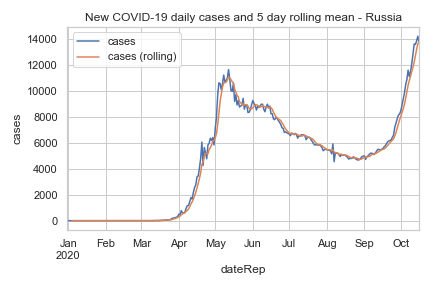 New COVID-19 daily cases and 5 day rolling mean - Russia
cases
cases (rolling)
14000
12000
10000
8000
6000
4000
2000
0
cases
Jan Feb Mar Apr May Jun Jul Aug Sep Oct
2020
dateRep